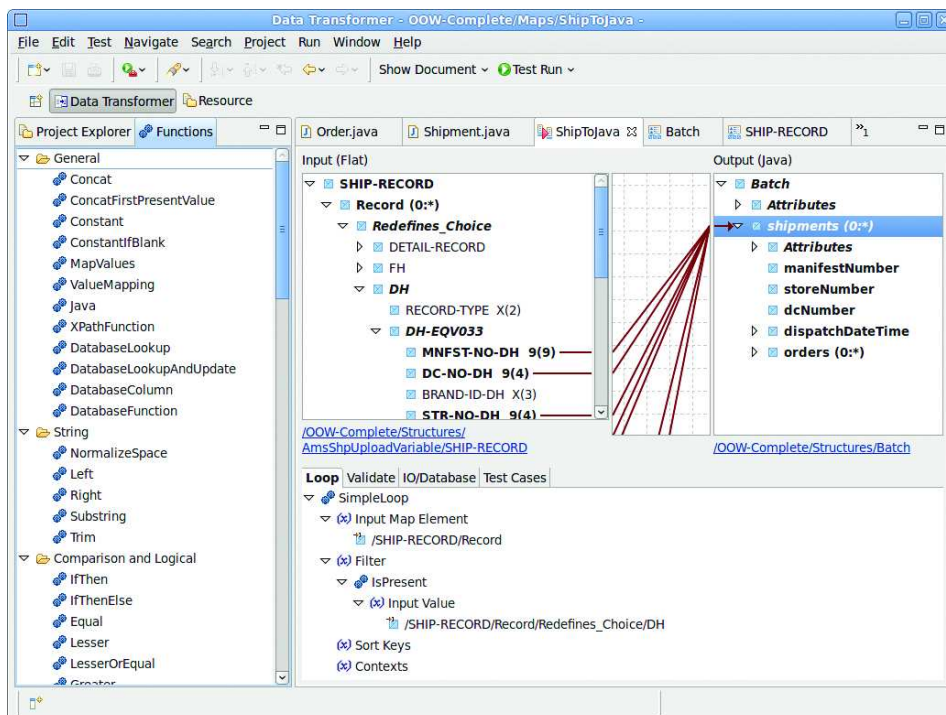 Data Transformer - OOW-Complete/Maps/ShipToJava -
File Edit Test Navigate Search Project Run Window Help
Show Document Test Run
Data Transformer Resource
Project Explorer Functions
General
Concat
ConcatFirstPresentValue
Constant
ConstantIfBlank
MapValues
ValueMapping
Java
XPathFunction
DatabaseLookup
DatabaseLookupAndUpdate
DatabaseColumn
DatabaseFunction
String
NormalizeSpace
Left
Right
Substring
Trim
Comparison and Logical
IfThen
IfThenElse
Equal
Lesser
LesserOrEqual
Greater
Order.java Shipment.java ShipToJava Batch SHIP-RECORD »1
Input (Flat)
SHIP-RECORD
Record (0:*)
Redefines_Choice
DETAIL-RECORD
FH
DH
RECORD-TYPE X(2)
DH-EQV033
MNFST-NO-DH 9(9)
DC-NO-DH 9(4)
BRAND-ID-DH X(3)
STR-NO-DH 9(4)
/OOW-Complete/Structures/
AmsShpUploadVariable/SHIP-RECORD
Output (Java)
Batch
Attributes
shipments (0:*)
Attributes
manifestNumber
storeNumber
dcNumber
dispatchDateTime
orders (0:*)
/OOW-Complete/Structures/Batch
Loop Validate IO/Database Test Cases
SimpleLoop
(x) Input Map Element
/SHIP-RECORD/Record
(x) Filter
IsPresent
(x) Input Value
/SHIP-RECORD/Record/Redefines_Choice/DH
(x) Sort Keys
(x) Contexts